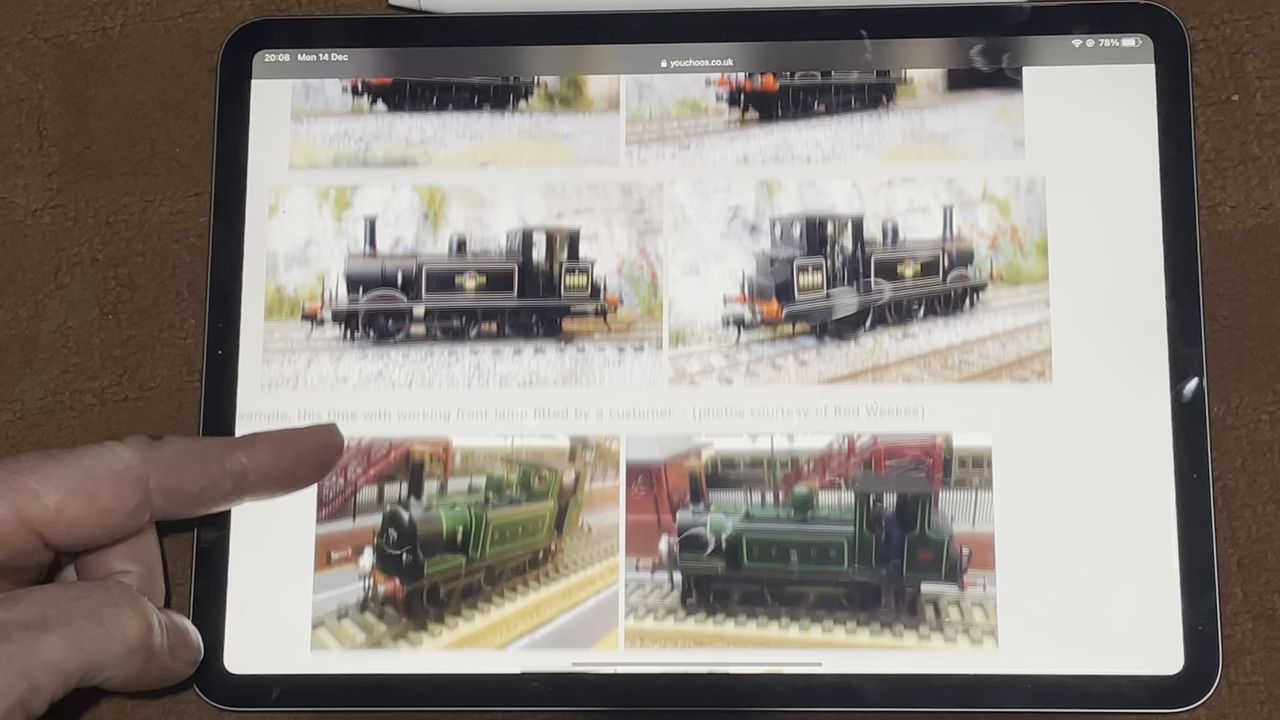 20:08 Mon 14 Dec
78%
youchoos.co.uk
xample, this time with working front lamp fitted by a customer... (photos courtesy of Rod Weekes)